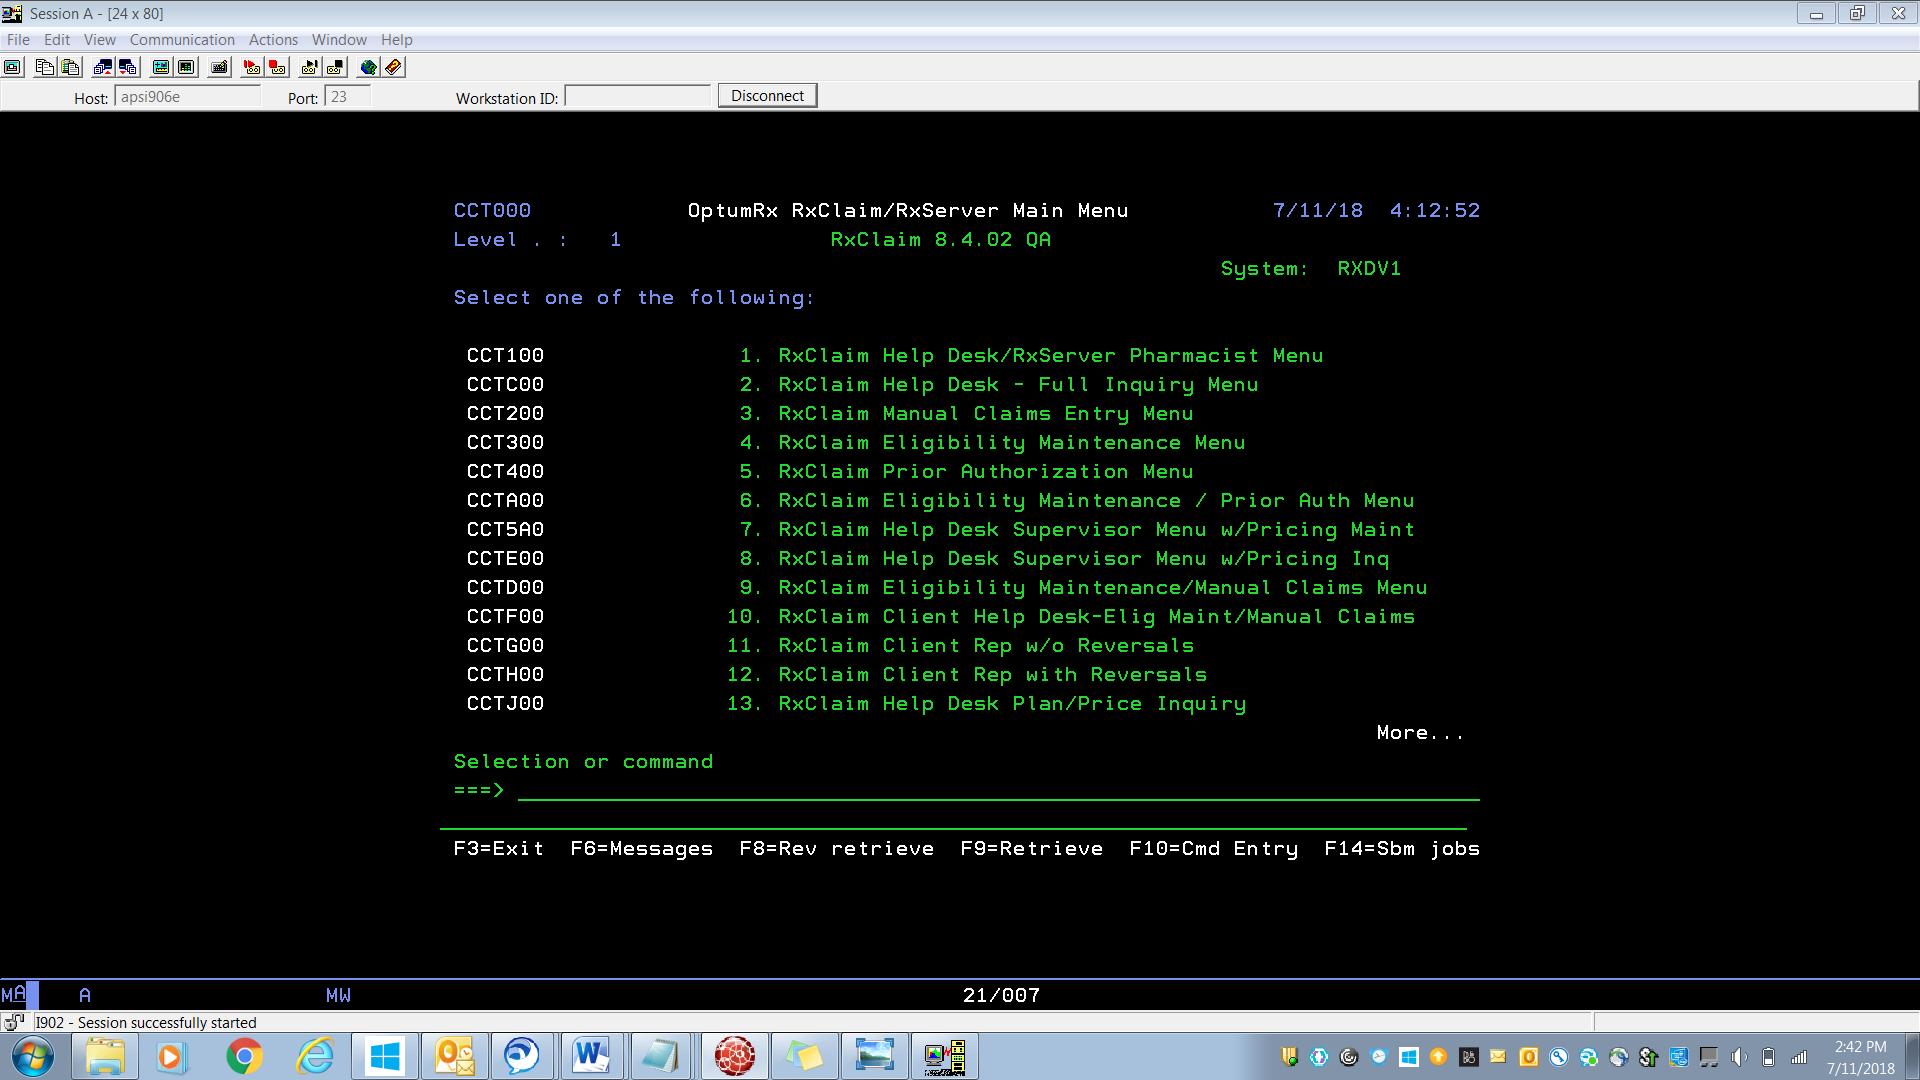 Session A - [24 x 80]
File Edit View Communication Actions Window Help
Host: apsi906e Port: 23 Workstation ID: Disconnect
CCT000 OptumRx RxClaim/RxServer Main Menu 7/11/18 4:12:52
Level . : 1 RxClaim 8.4.02 QA
System: RXDV1
Select one of the following:
CCT100 1. RxClaim Help Desk/RxServer Pharmacist Menu
CCTC00 2. RxClaim Help Desk - Full Inquiry Menu
CCT200 3. RxClaim Manual Claims Entry Menu
CCT300 4. RxClaim Eligibility Maintenance Menu
CCT400 5. RxClaim Prior Authorization Menu
CCTA00 6. RxClaim Eligibility Maintenance / Prior Auth Menu
CCT5A0 7. RxClaim Help Desk Supervisor Menu w/Pricing Maint
CCTE00 8. RxClaim Help Desk Supervisor Menu w/Pricing Inq
CCTD00 9. RxClaim Eligibility Maintenance/Manual Claims Menu
CCTF00 10. RxClaim Client Help Desk-Elig Maint/Manual Claims
CCTG00 11. RxClaim Client Rep w/o Reversals
CCTH00 12. RxClaim Client Rep with Reversals
CCTJ00 13. RxClaim Help Desk Plan/Price Inquiry
More...
Selection or command
===>
F3=Exit F6=Messages F8=Rev retrieve F9=Retrieve F10=Cmd Entry F14=Sbm jobs
MA A MW 21/007
I902 - Session successfully started
2:42 PM
7/11/2018